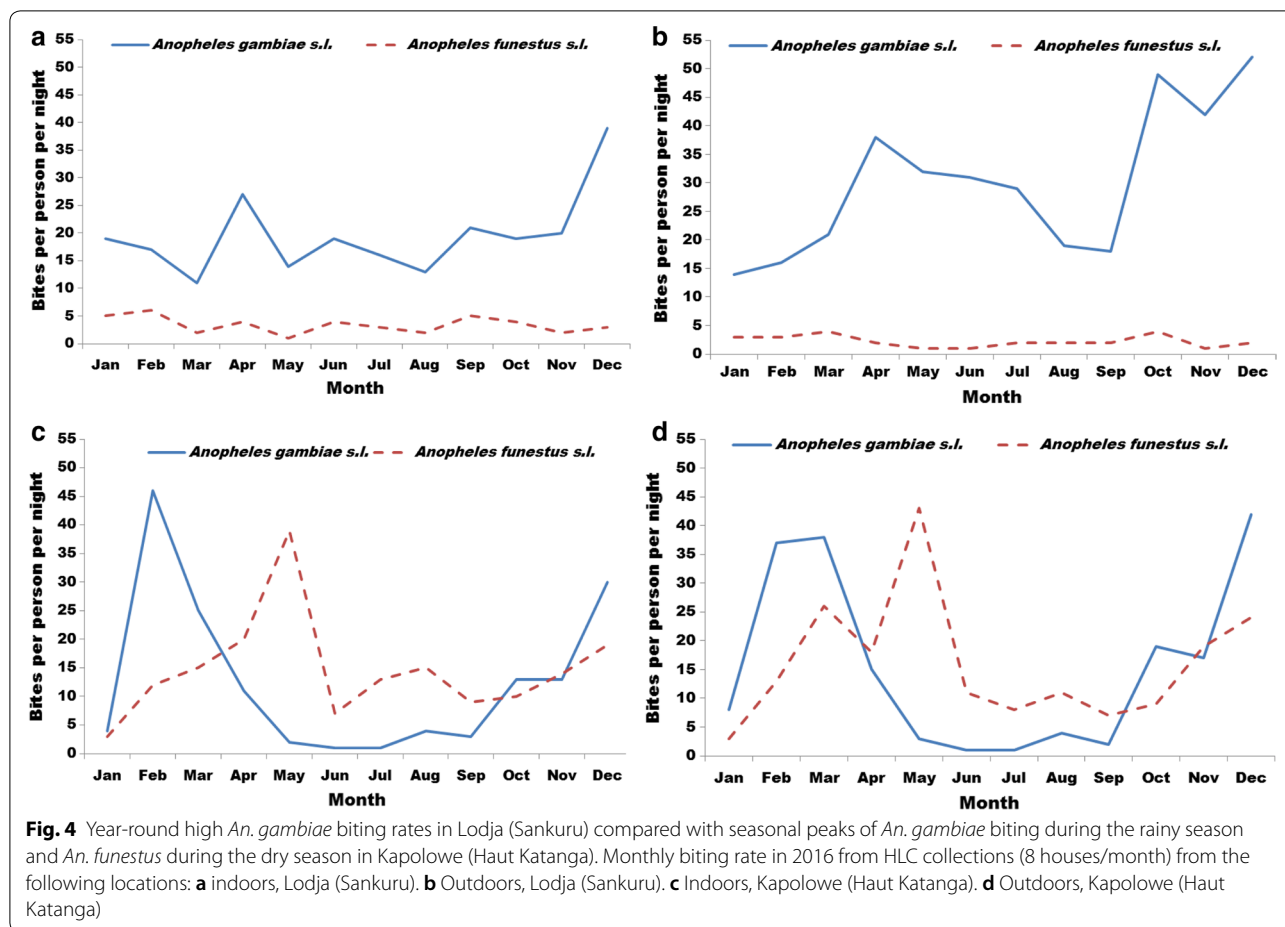 a
Anopheles gambiae s.l. Anopheles funestus s.l.
55
50
45
40
35
30
25
20
15
10
5
0
Bites per person per night
Jan Feb Mar Apr May Jun Jul Aug Sep Oct Nov Dec
Month
b
Anopheles gambiae s.l. Anopheles funestus s.l.
55
50
45
40
35
30
25
20
15
10
5
0
Bites per person per night
Jan Feb Mar Apr May Jun Jul Aug Sep Oct Nov Dec
Month
c
Anopheles gambiae s.l. Anopheles funestus s.l.
55
50
45
40
35
30
25
20
15
10
5
0
Bites per person per night
Jan Feb Mar Apr May Jun Jul Aug Sep Oct Nov Dec
Month
d
Anopheles gambiae s.l. Anopheles funestus s.l.
55
50
45
40
35
30
25
20
15
10
5
0
Bites per person per night
Jan Feb Mar Apr May Jun Jul Aug Sep Oct Nov Dec
Month
Fig. 4 Year-round high An. gambiae biting rates in Lodja (Sankuru) compared with seasonal peaks of An. gambiae biting during the rainy season
and An. funestus during the dry season in Kapolowe (Haut Katanga). Monthly biting rate in 2016 from HLC collections (8 houses/month) from the
following locations: a indoors, Lodja (Sankuru). b Outdoors, Lodja (Sankuru). c Indoors, Kapolowe (Haut Katanga). d Outdoors, Kapolowe (Haut
Katanga)